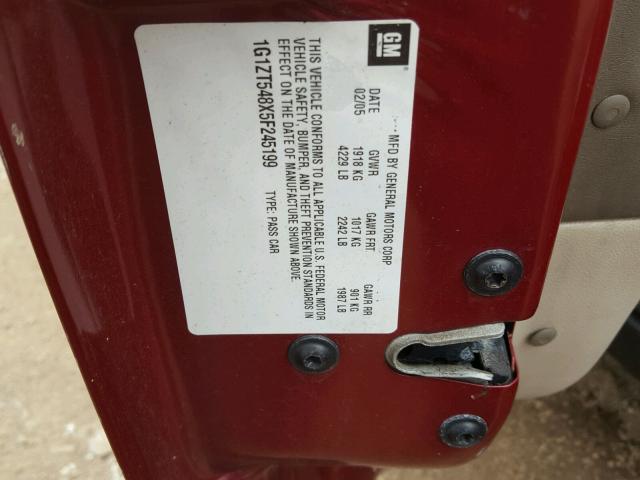 GM
MFD BY GENERAL MOTORS CORP
DATE GVWR GAWR FRT GAWR RR
02/05 1918 KG 1017 KG 901 KG
4229 LB 2242 LB 1987 LB
THIS VEHICLE CONFORMS TO ALL APPLICABLE U.S. FEDERAL MOTOR
VEHICLE SAFETY, BUMPER, AND THEFT PREVENTION STANDARDS IN
EFFECT ON THE DATE OF MANUFACTURE SHOWN ABOVE.
1G1ZT548X5F245199 TYPE: PASS CAR